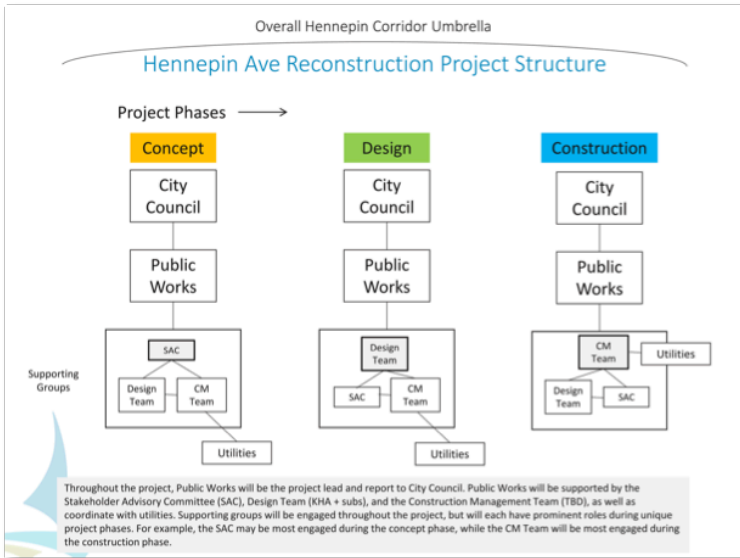 Overall Hennepin Corridor Umbrella
Hennepin Ave Reconstruction Project Structure
Project Phases
Concept
Design
Construction
City
Council
City
Council
City
Council
Public
Works
Public
Works
Public
Works
Supporting
Groups
SAC
Design
Team
CM
Team
Utilities
Design
Team
SAC
CM
Team
Utilities
CM
Team
Utilities
Design
Team
SAC
Throughout the project, Public Works will be the project lead and report to City Council. Public Works will be supported by the
Stakeholder Advisory Committee (SAC), Design Team (KHA + subs), and the Construction Management Team (TBD), as well as
coordinate with utilities. Supporting groups will be engaged throughout the project, but will each have prominent roles during unique
project phases. For example, the SAC may be most engaged during the concept phase, while the CM Team will be most engaged during
the construction phase.